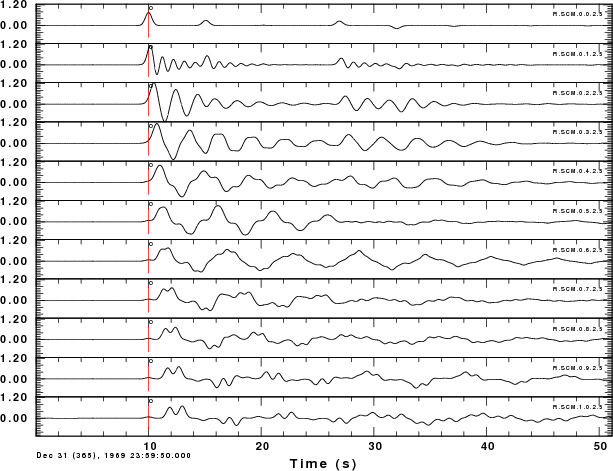 1.20
0.00
R.SCM.0.0.2.5
1.20
0.00
R.SCM.0.1.2.5
1.20
0.00
R.SCM.0.2.2.5
1.20
0.00
R.SCM.0.3.2.5
1.20
0.00
R.SCM.0.4.2.5
1.20
0.00
R.SCM.0.5.2.5
1.20
0.00
R.SCM.0.6.2.5
1.20
0.00
R.SCM.0.7.2.5
1.20
0.00
R.SCM.0.8.2.5
1.20
0.00
R.SCM.0.9.2.5
1.20
0.00
R.SCM.1.0.2.5
10 20 30 40 50
Dec 31 (365), 1969 23:59:50.000
Time (s)